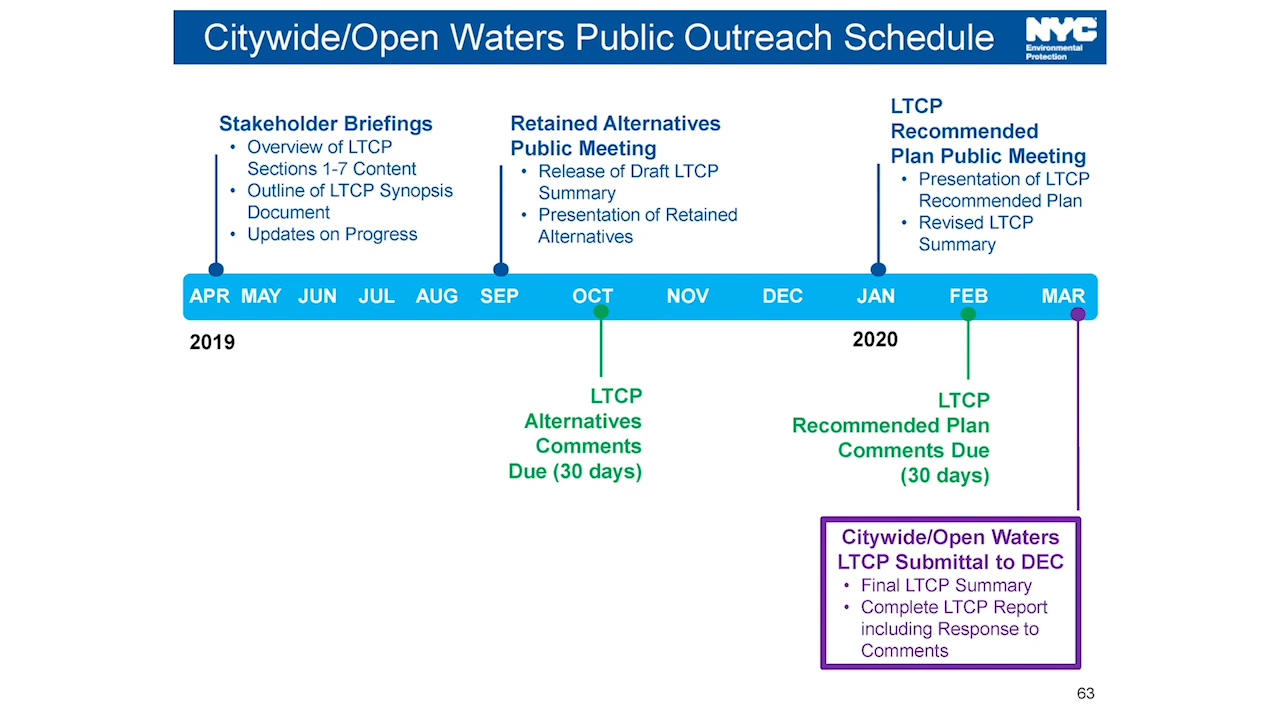 Citywide/Open Waters Public Outreach Schedule
NYC
Environmental
Protection
Stakeholder Briefings
• Overview of LTCP
Sections 1-7 Content
• Outline of LTCP Synopsis
Document
• Updates on Progress
Retained Alternatives
Public Meeting
• Release of Draft LTCP
Summary
• Presentation of Retained
Alternatives
LTCP
Recommended
Plan Public Meeting
• Presentation of LTCP
Recommended Plan
• Revised LTCP
Summary
APR MAY JUN JUL AUG SEP OCT NOV DEC JAN FEB MAR
2019
2020
LTCP
Alternatives
Comments
Due (30 days)
LTCP
Recommended Plan
Comments Due
(30 days)
Citywide/Open Waters
LTCP Submittal to DEC
• Final LTCP Summary
• Complete LTCP Report
including Response to
Comments
63